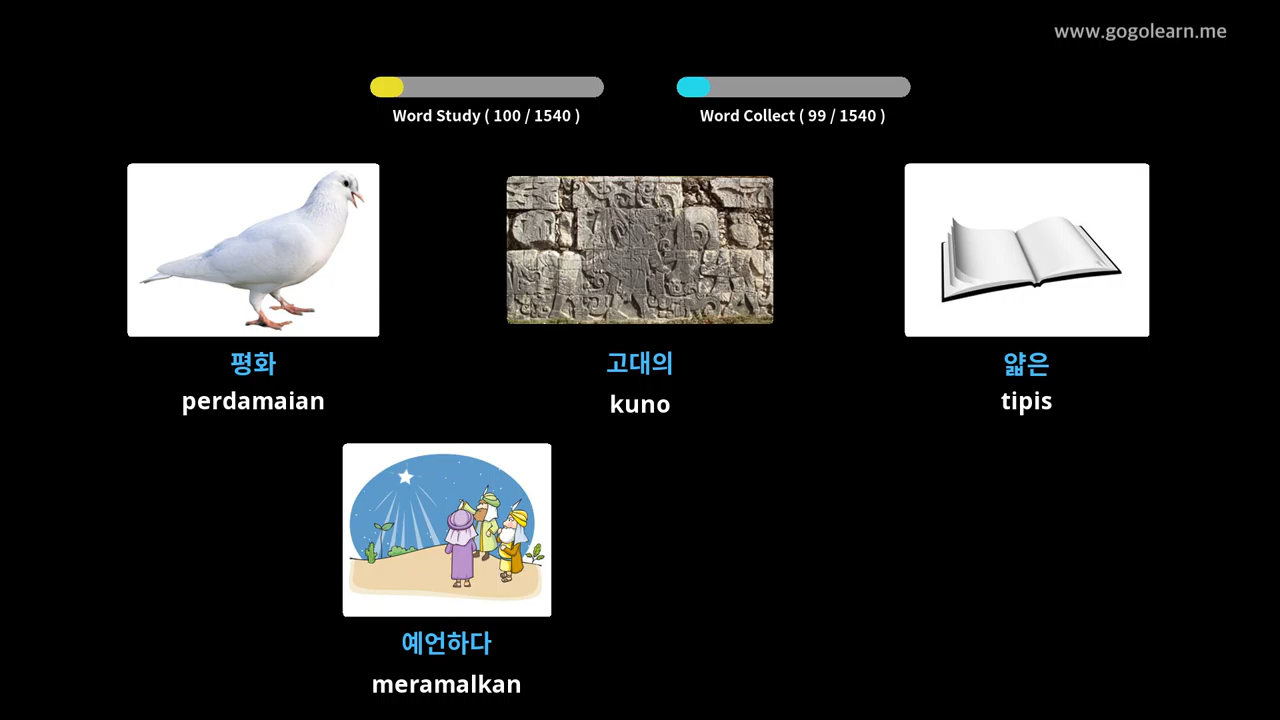 www.gogolearn.me
Word Study ( 100 / 1540 )
Word Collect ( 99 / 1540 )
평화
perdamaian
고대의
kuno
얇은
tipis
예언하다
meramalkan